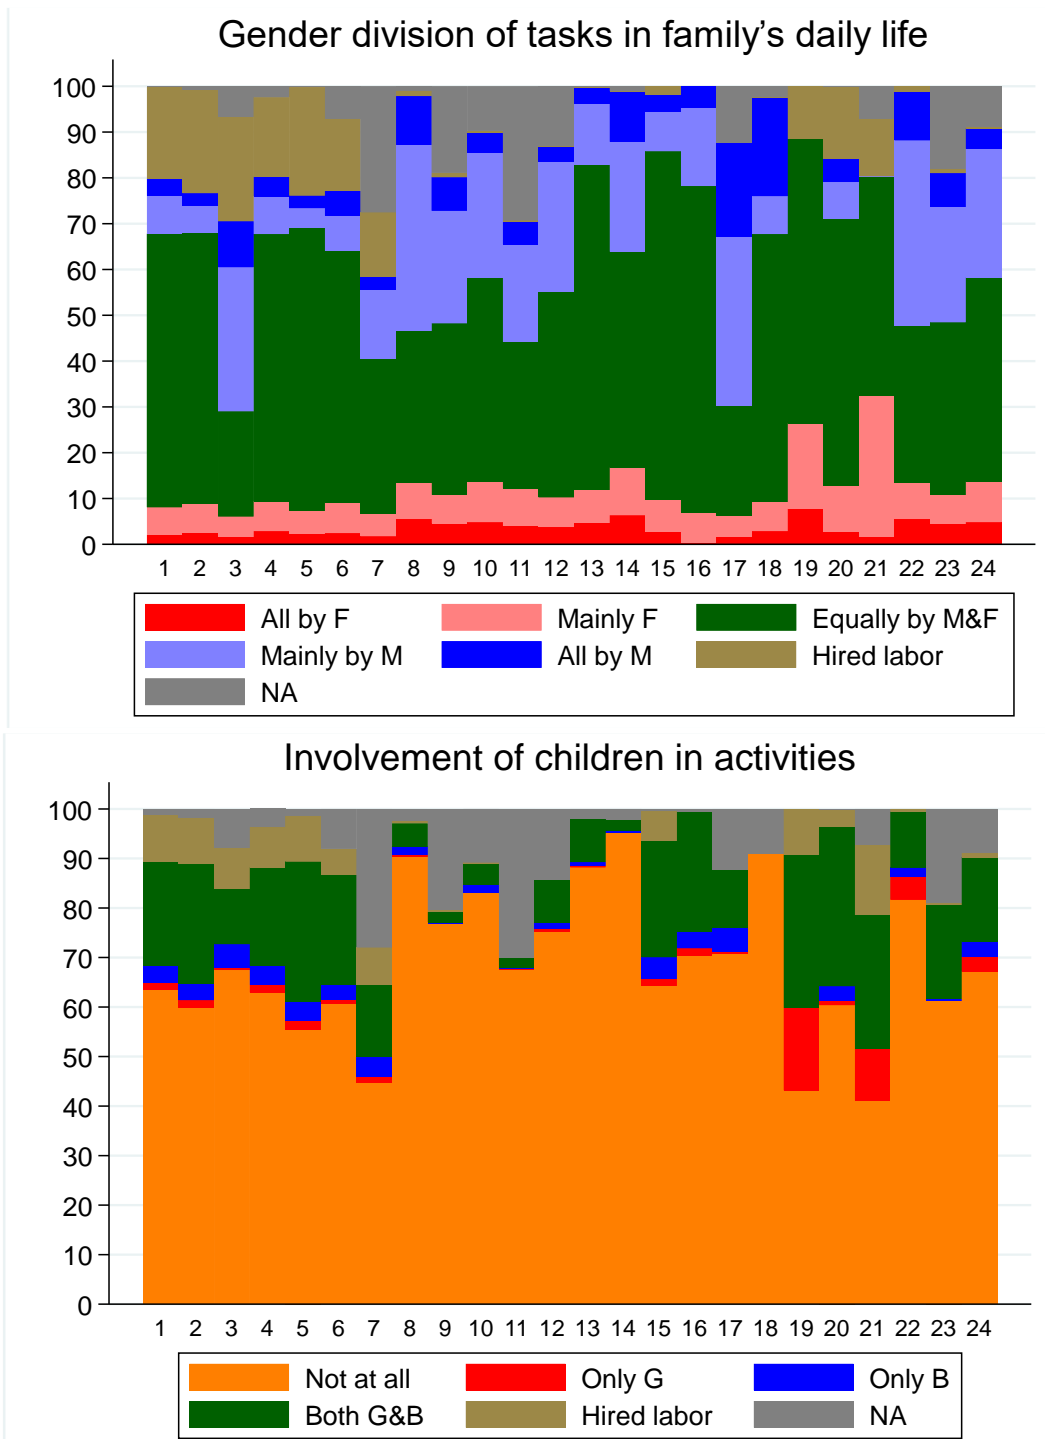 Gender division of tasks in family's daily life
100
90
80
70
60
50
40
30
20
10
0
1 2 3 4 5 6 7 8 9 10 11 12 13 14 15 16 17 18 19 20 21 22 23 24
All by F Mainly F Equally by M&F
Mainly by M All by M Hired labor
NA
Involvement of children in activities
100
90
80
70
60
50
40
30
20
10
0
1 2 3 4 5 6 7 8 9 10 11 12 13 14 15 16 17 18 19 20 21 22 23 24
Not at all Only G Only B
Both G&B Hired labor NA